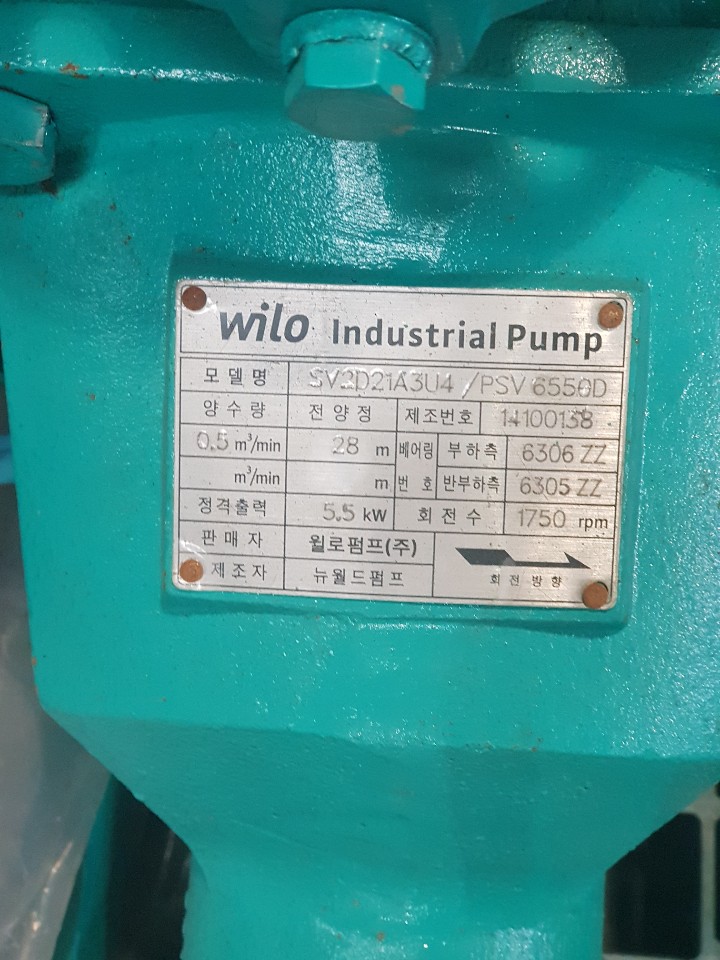 wilo Industrial Pump
모델명 SV2D21A3U4 /PSV 6550D
양수량 전양정 제조번호 14100138
0.5 m³/min 28 m 베어링 부하측 6306 ZZ
m³/min m 번 호 반부하측 6305 ZZ
정격출력 5.5 kW 회 전 수 1750 rpm
판 매 자 윌로펌프(주)
제 조 자 뉴월드펌프 회 전 방 향